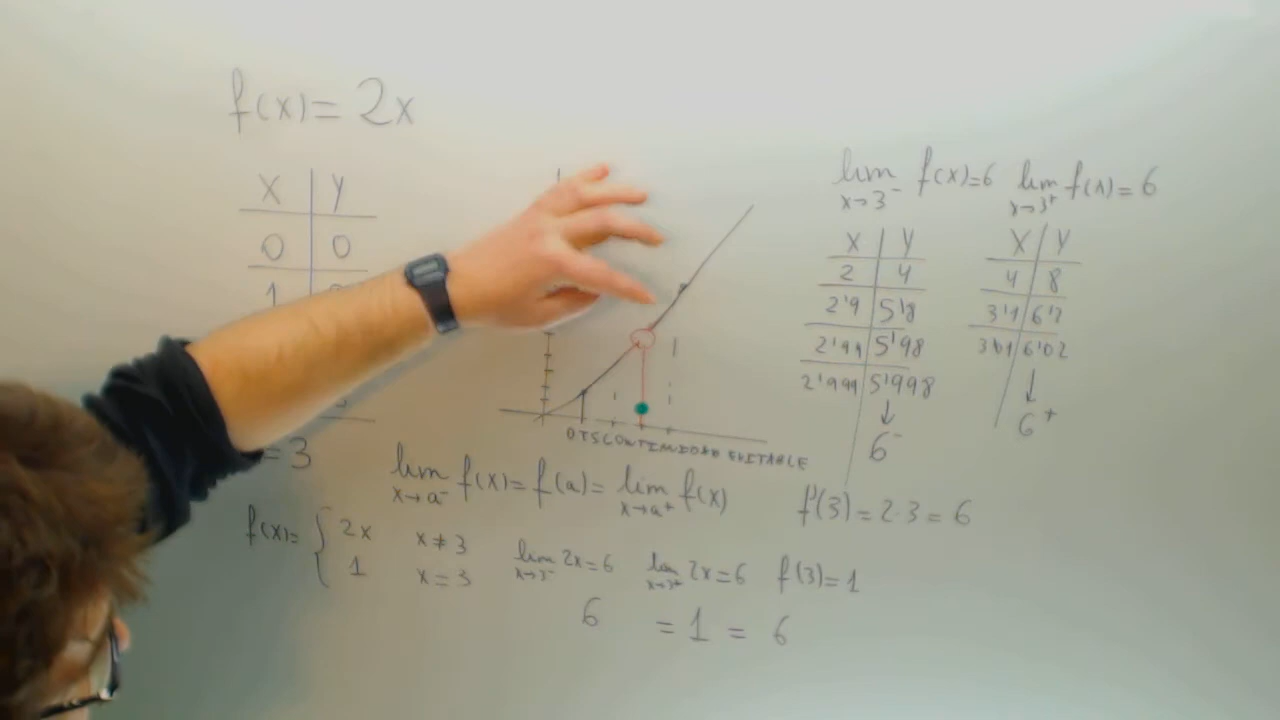 f(x)= 2x
X Y
0 0
1
=3
lim x→3⁻ f(x)=6
X Y
2 4
2'9 5'8
2'99 5'98
2'999 5'998
↓
6⁻
lim x→3⁺ f(x)=6
X Y
4 8
3'1 6'2
3'01 6'02
↓
6⁺
DISCONTINUIDAD EVITABLE
lim x→a⁻ f(x)= f(a)= lim x→a⁺ f(x)
f(3)=2·3=6
f(x)= { 2x x≠3
1 x=3
lim x→3⁻ 2x=6 lim x→3⁺ 2x=6 f(3)=1
6 = 1 = 6